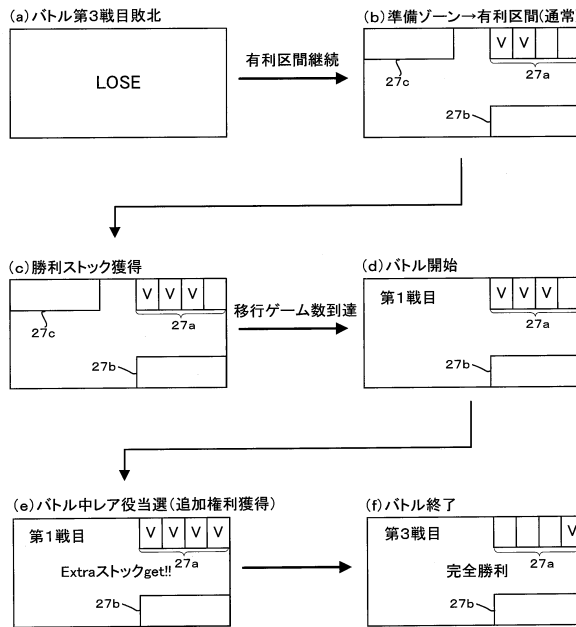 (a)バトル第3戦目敗北
LOSE
有利区間継続
(b)準備ゾーン→有利区間(通常
V V
27c
27a
27b
(c)勝利ストック獲得
V V V
27c
27a
27b
移行ゲーム数到達
(d)バトル開始
第1戦目
V V V
27a
27b
(e)バトル中レア役当選(追加権利獲得)
第1戦目
V V V V
27a
Extraストックget!!
27b
(f)バトル終了
第3戦目
V
27a
完全勝利
27b